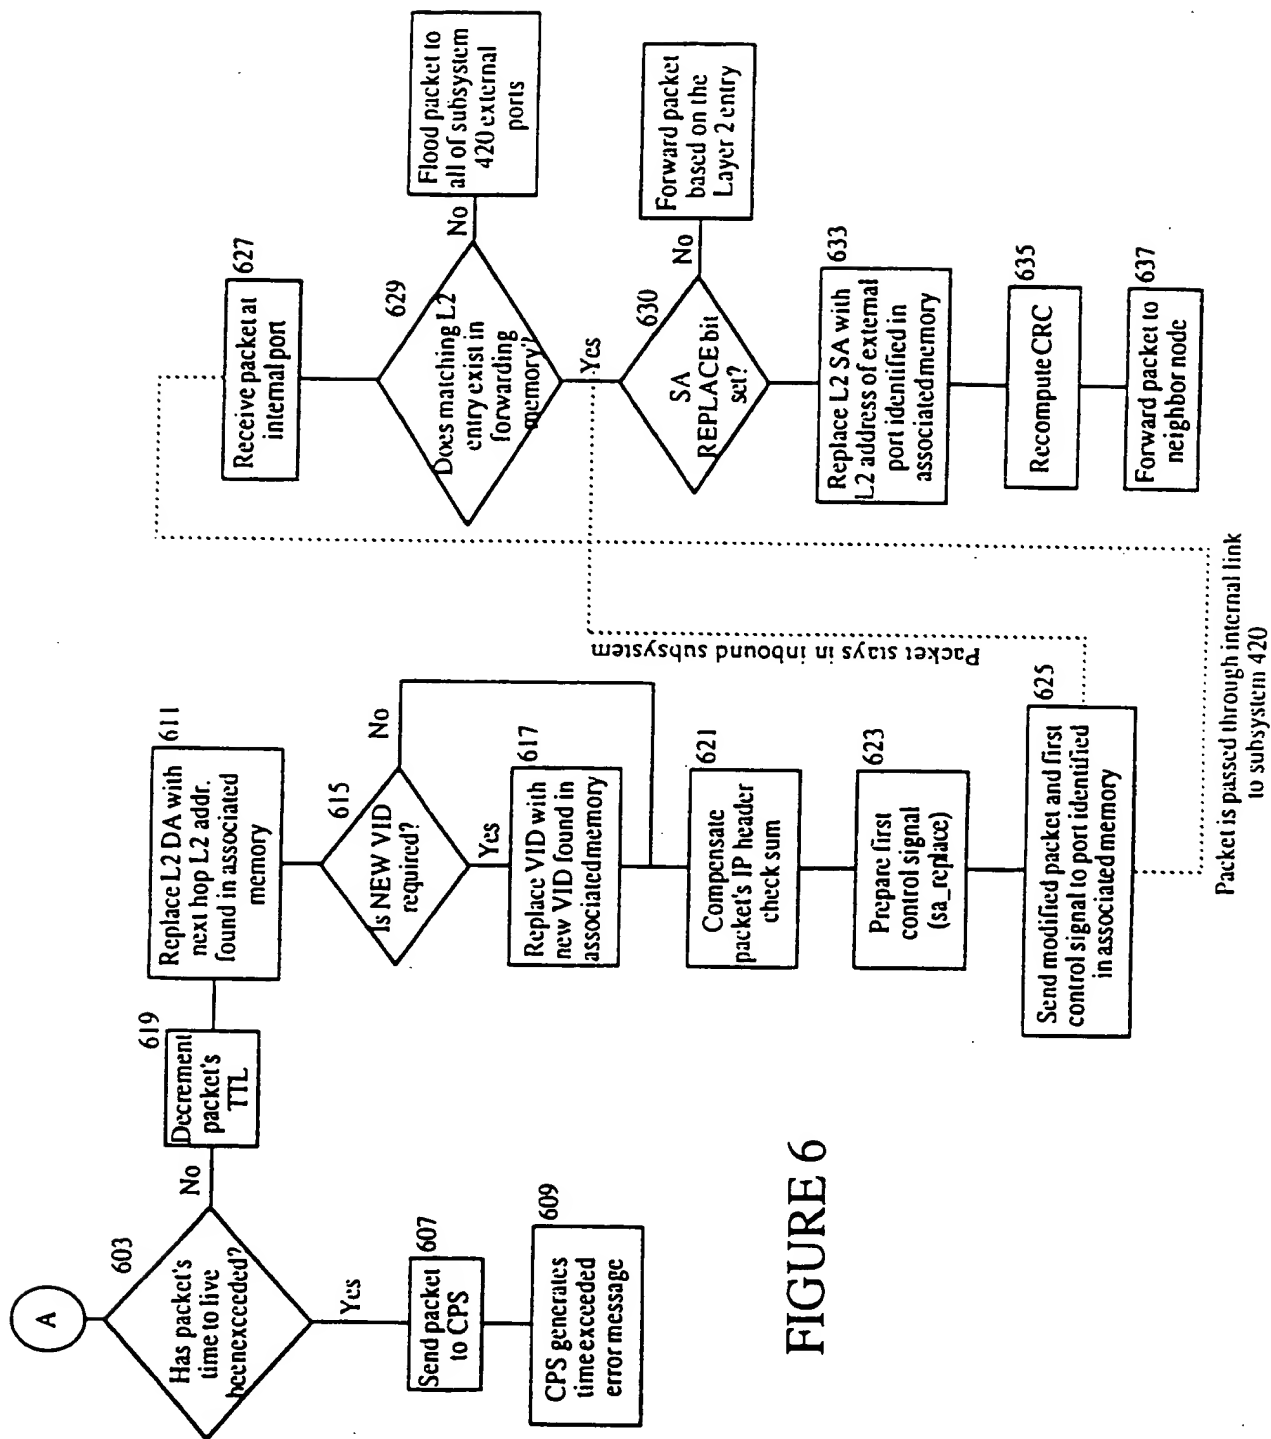 A
603
Has packet's
time to live
beenexceeded?
Yes
607
Send packet
to CPS
609
CPS generates
time exceeded
error message
No
619
Decrement
packet's
TTL
611
Replace L2 DA with
next hop L2 addr.
found in associated
memory
615
Is NEW VID
required?
No
Yes
617
Replace VID with
new VID found in
associatedmemory
621
Compensate
packet's IP header
check sum
623
Prepare first
control signal
(sa_replace)
625
Send modified packet and first
control signal to port identified
in associated memory
Packet stays in inbound subsystem
Packet is passed through internal link
to subsystem 420
627
Receive packet at
internal port
629
Does matching L2
entry exist in
forwarding
memory?
No
Flood packet to
all of subsystem
420 external
ports
Yes
630
SA
REPLACE bit
set?
No
Forward packet
based on the
Layer 2 entry
633
Replace L2 SA with
L2 address of external
port identified in
associatedmemory
635
Recompute CRC
637
Forward packet to
neighbor node
FIGURE 6